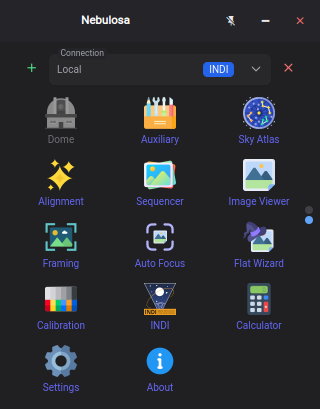 Nebulosa
Connection
Local INDI
Dome Auxiliary Sky Atlas
Alignment Sequencer Image Viewer
Framing Auto Focus Flat Wizard
INDI
Calibration INDI Calculator
Settings About